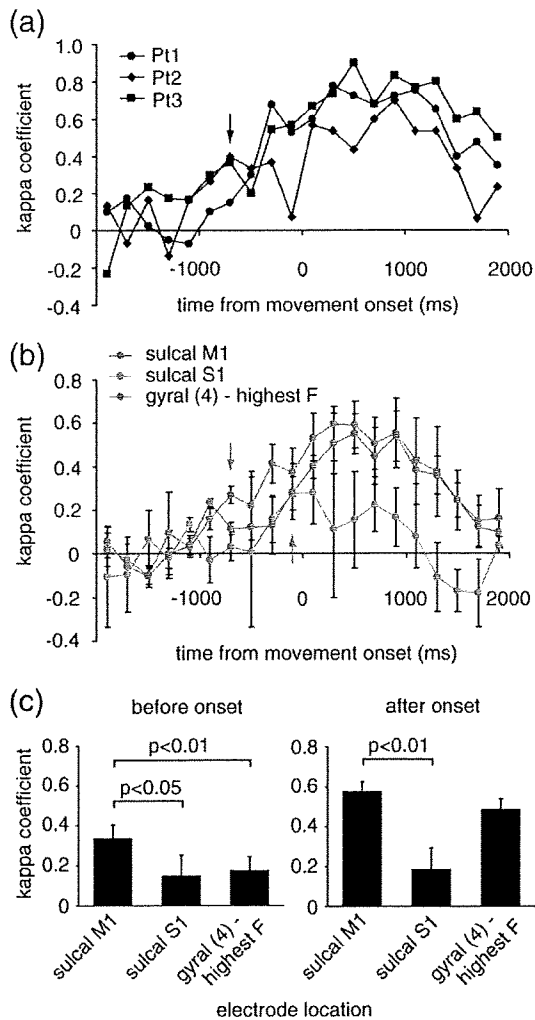 (a)
1.0
0.8
0.6
0.4
0.2
0
-0.2
-0.4
kappa coefficient
Pt1
Pt2
Pt3
-1000 0 1000 2000
time from movement onset (ms)
(b)
sulcal M1
sulcal S1
gyral (4) - highest F
0.8
0.6
0.4
0.2
0
-0.2
-0.4
kappa coefficient
-1000 0 1000 2000
time from movement onset (ms)
(c)
before onset
0.8
0.6
0.4
0.2
0
kappa coefficient
p<0.01
p<0.05
sulcal M1
sulcal S1
gyral (4) -
highest F
after onset
0.8
0.6
0.4
0.2
0
p<0.01
sulcal M1
sulcal S1
gyral (4) -
highest F
electrode location